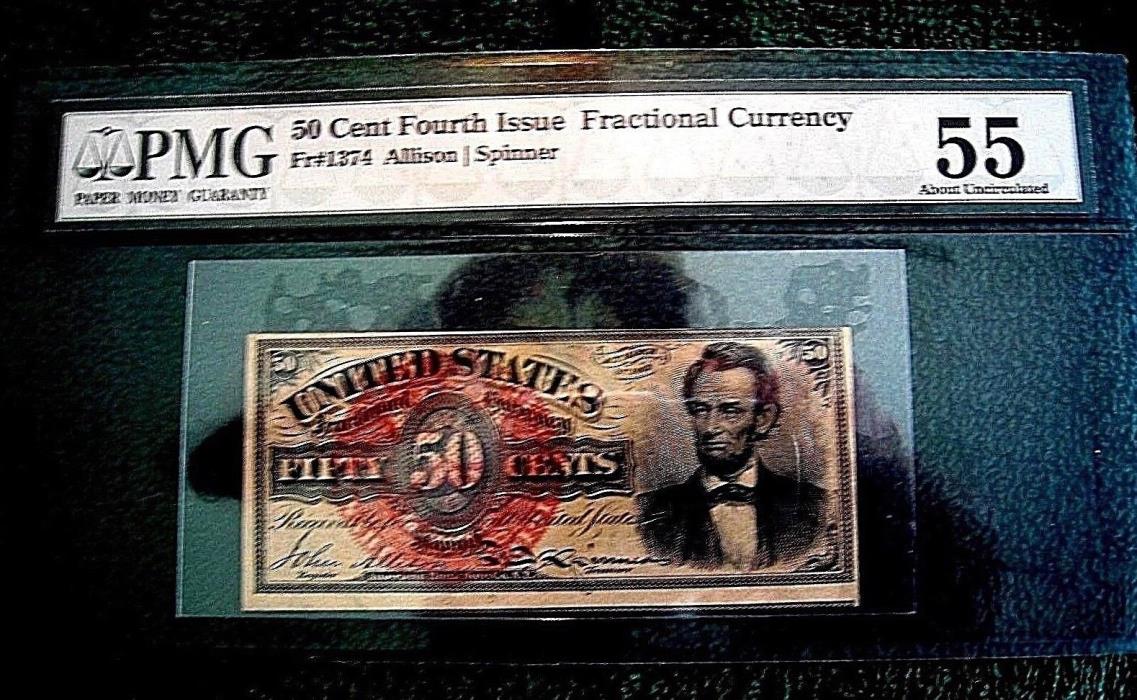 PMG
PAPER MONEY GUARANTY
50 Cent Fourth Issue Fractional Currency
Fr#1374 Allison | Spinner
55
About Uncirculated
50
50
UNITED STATES
FIFTY 50 CENTS